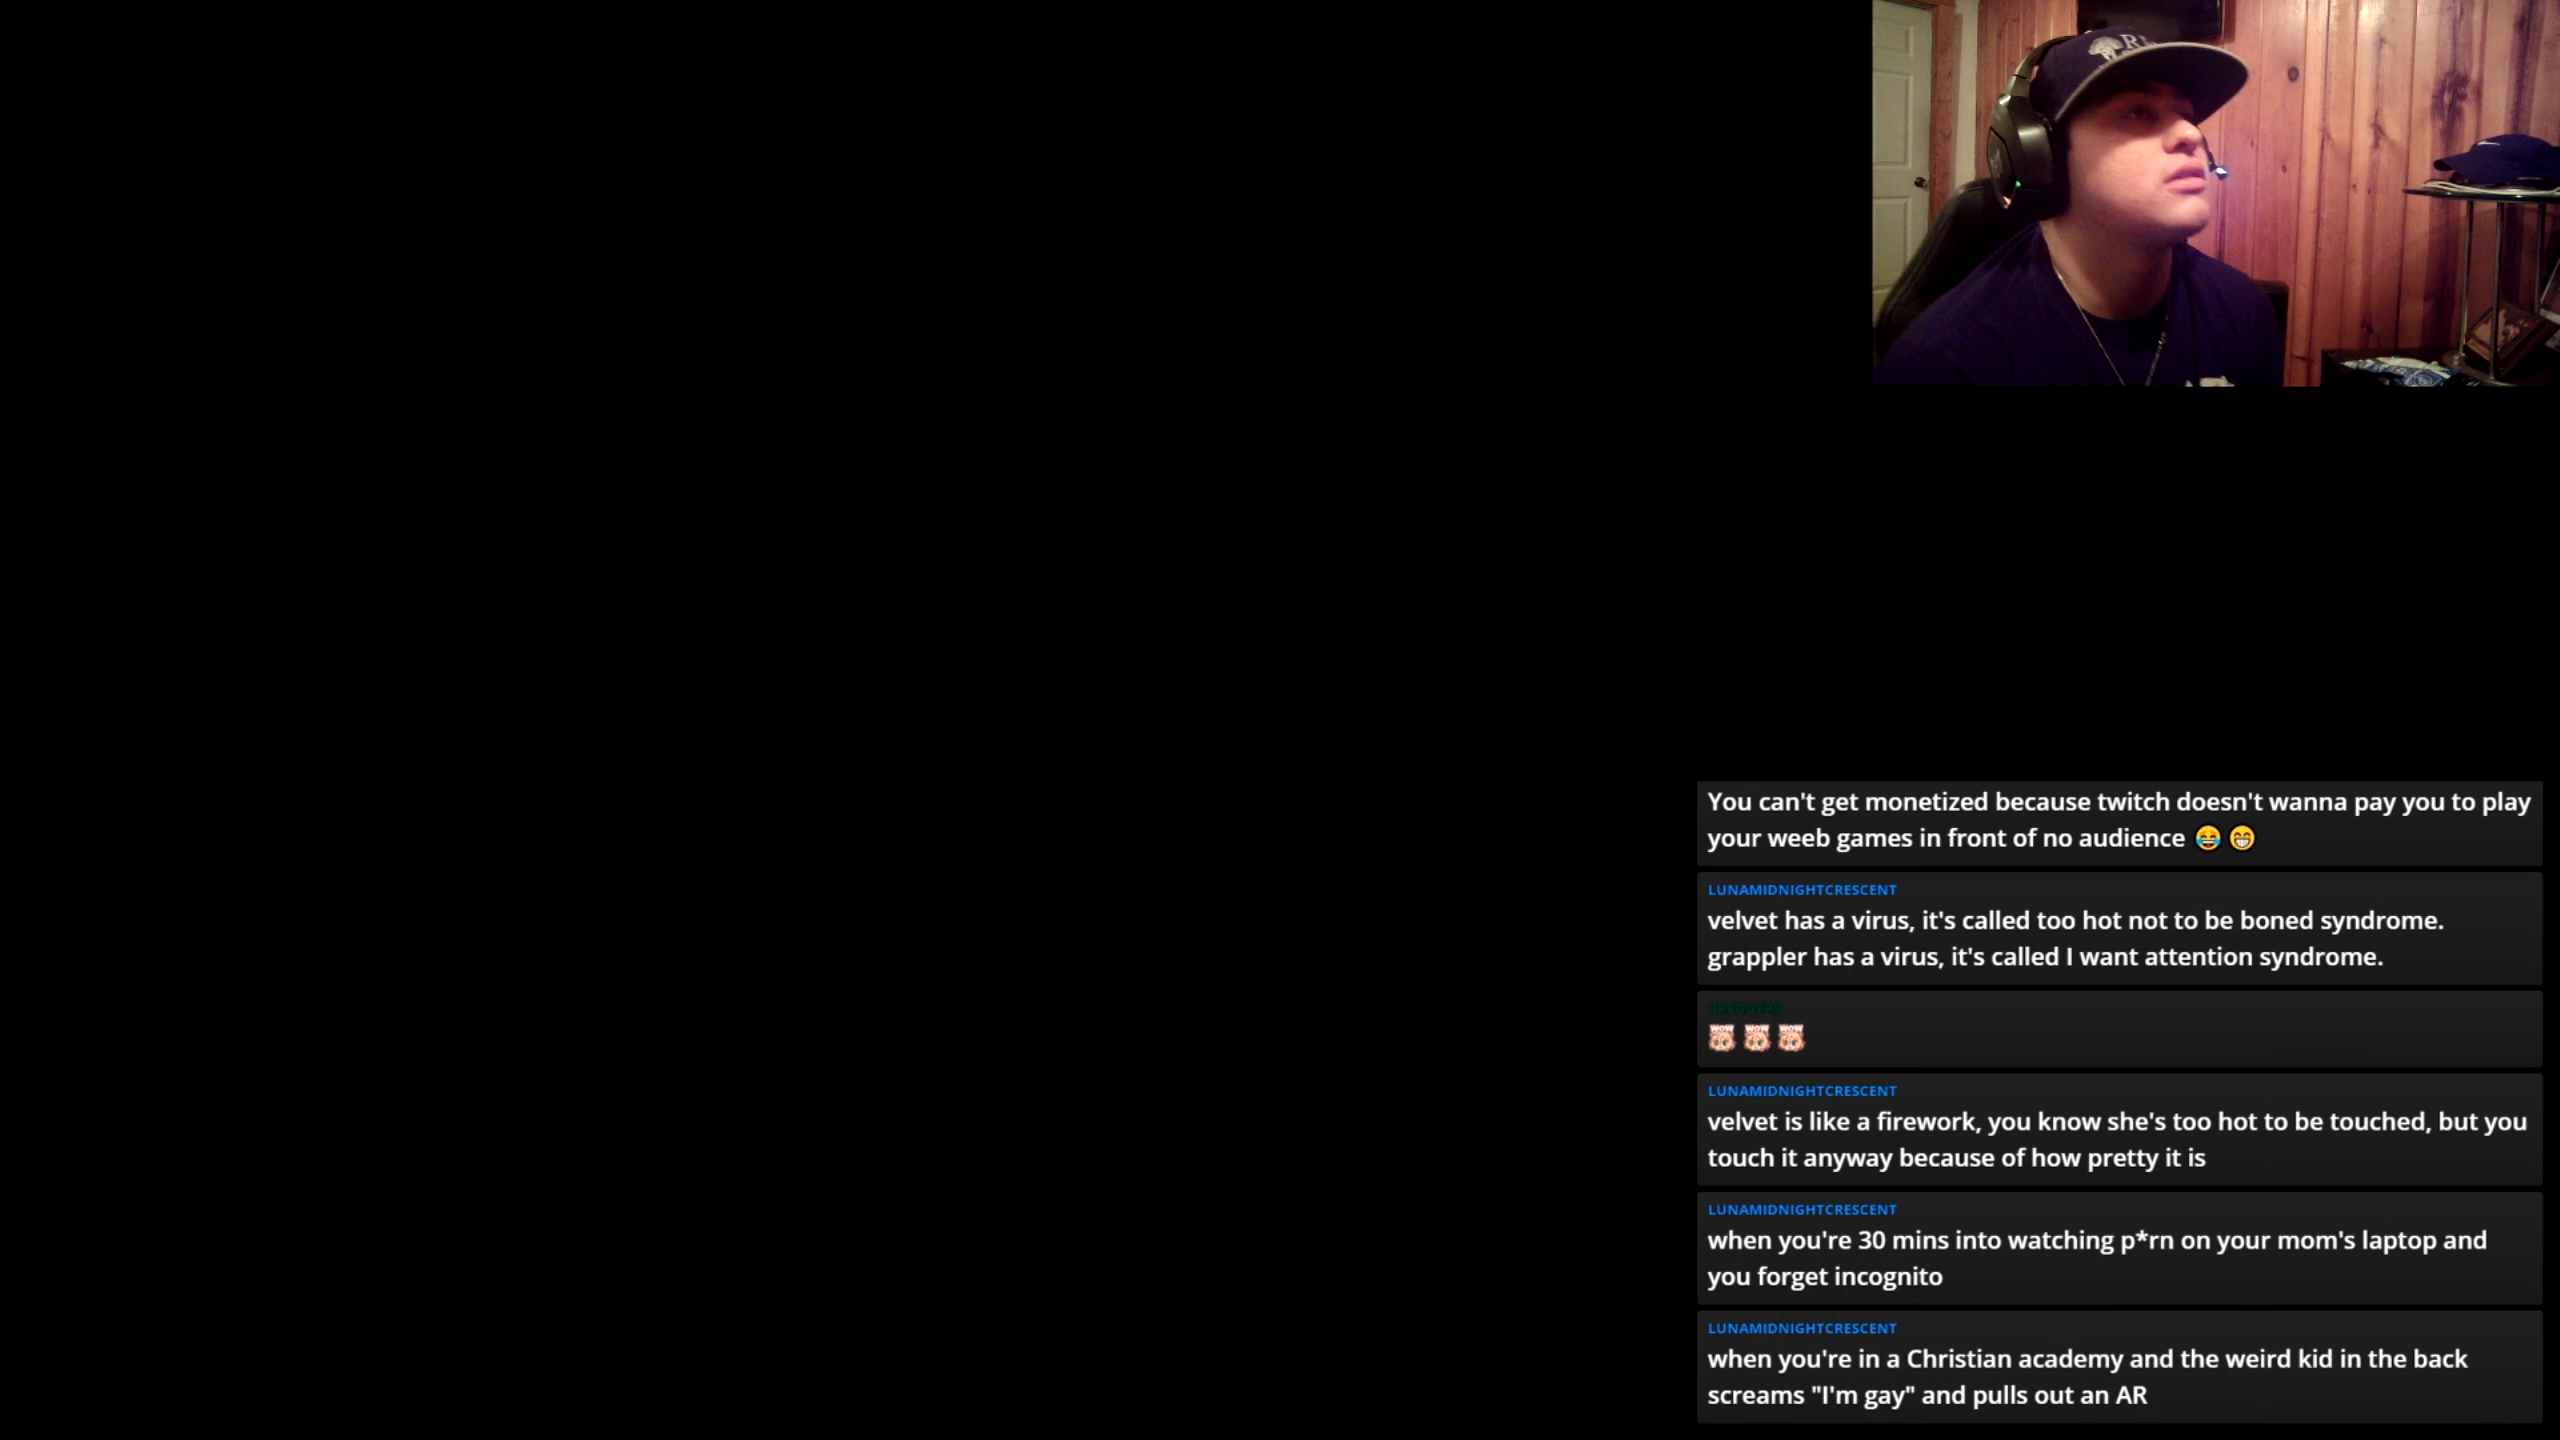 You can't get monetized because twitch doesn't wanna pay you to play
your weeb games in front of no audience 😂 😁
LUNAMIDNIGHTCRESCENT
velvet has a virus, it's called too hot not to be boned syndrome.
grappler has a virus, it's called I want attention syndrome.
WOW WOW WOW
LUNAMIDNIGHTCRESCENT
velvet is like a firework, you know she's too hot to be touched, but you
touch it anyway because of how pretty it is
LUNAMIDNIGHTCRESCENT
when you're 30 mins into watching p*rn on your mom's laptop and
you forget incognito
LUNAMIDNIGHTCRESCENT
when you're in a Christian academy and the weird kid in the back
screams "I'm gay" and pulls out an AR